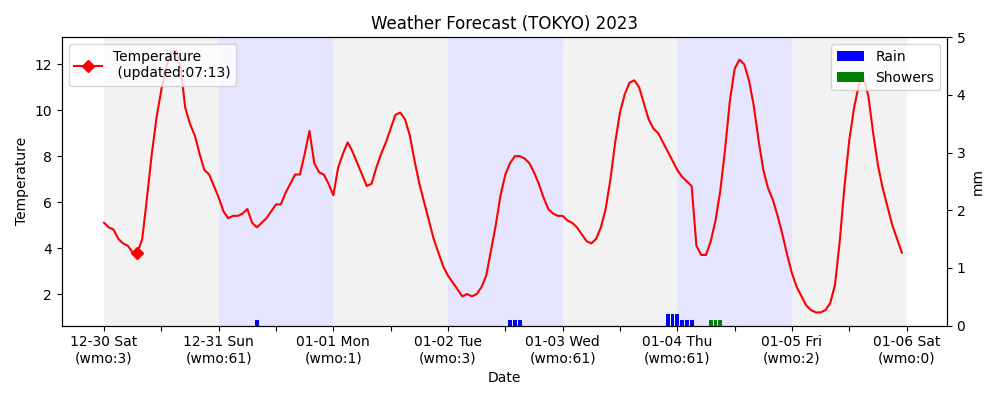 Weather Forecast (TOKYO) 2023
Temperature
(updated:07:13)
Rain
Showers
Temperature
12
10
8
6
4
2
5
4
3
2
1
0
mm
12-30 Sat
(wmo:3)
12-31 Sun
(wmo:61)
01-01 Mon
(wmo:1)
01-02 Tue
(wmo:3)
01-03 Wed
(wmo:61)
01-04 Thu
(wmo:61)
01-05 Fri
(wmo:2)
01-06 Sat
(wmo:0)
Date